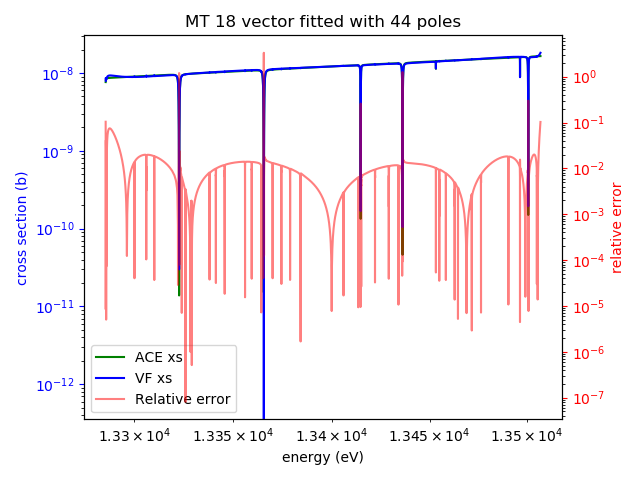 MT 18 vector fitted with 44 poles
cross section (b)
10⁻⁸
10⁻⁹
10⁻¹⁰
10⁻¹¹
10⁻¹²
10⁰
10⁻¹
10⁻²
10⁻³
10⁻⁴
10⁻⁵
10⁻⁶
10⁻⁷
relative error
ACE xs
VF xs
Relative error
1.33 × 10⁴
1.335 × 10⁴
1.34 × 10⁴
1.345 × 10⁴
1.35 × 10⁴
energy (eV)